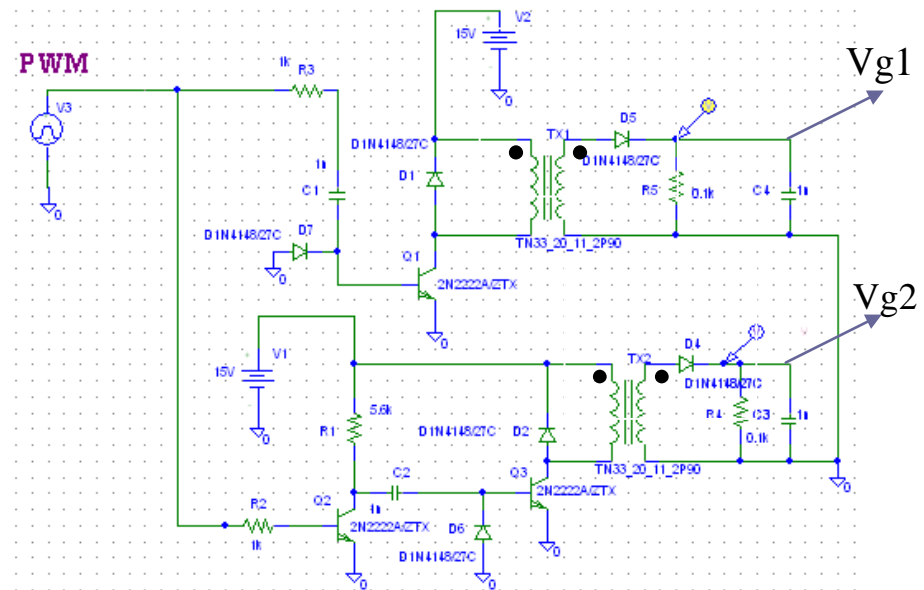 V2
15V
PWM
Vg1
1k R3
V3
D5
TX1
D1N4148/27C
D1N4148/27C
1n
C1
D1
R5
0.1k
C4
1n
D1N4148/27C
D7
TN33_20_11_2P90
0
0
0
Q1
2N2222A/ZTX
Vg2
0
TX2
D4
V1
15V
D1N4148/27C
5.6k
R1
D1N4148/27C
D2
R4
C3
1n
0.1k
TN33_20_11_2P90
0
C2
Q3
0
R2
Q2
1n
2N2222A/ZTX
2N2222A/ZTX
D6
1k
D1N4148/27C
0
0
0